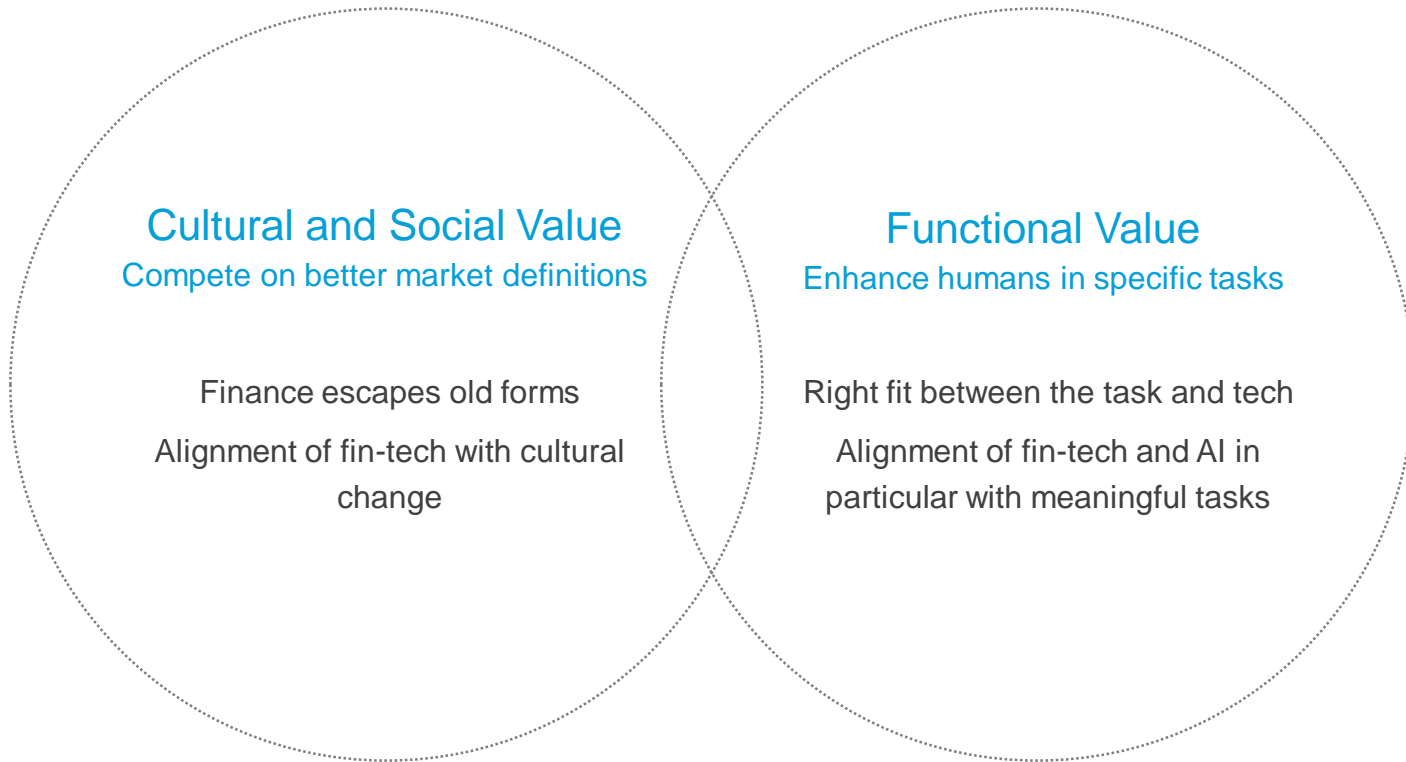 Cultural and Social Value
Compete on better market definitions
Finance escapes old forms
Alignment of fin-tech with cultural
change
Functional Value
Enhance humans in specific tasks
Right fit between the task and tech
Alignment of fin-tech and AI in
particular with meaningful tasks